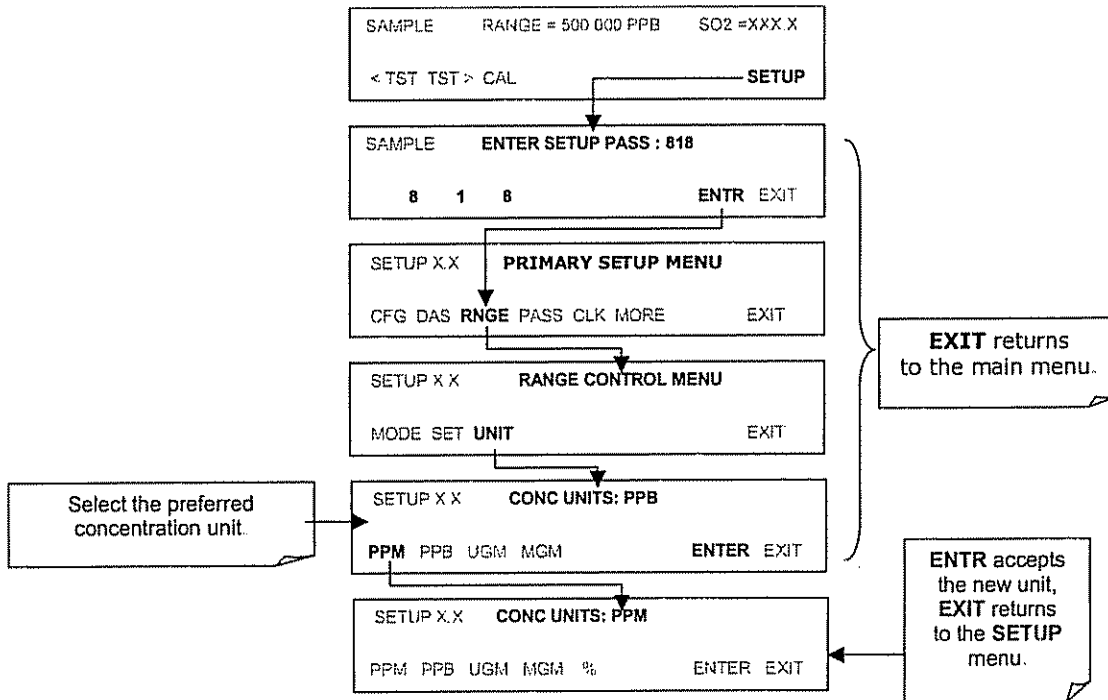 SAMPLE RANGE = 500 000 PPB SO2 =XXX.X
< TST TST > CAL SETUP
SAMPLE ENTER SETUP PASS : 818
8 1 8 ENTR EXIT
SETUP X.X PRIMARY SETUP MENU
CFG DAS RNGE PASS CLK MORE EXIT
EXIT returns
to the main menu.
SETUP X X RANGE CONTROL MENU
MODE SET UNIT EXIT
Select the preferred
concentration unit.
SETUP X X CONC UNITS: PPB
PPM PPB UGM MGM ENTER EXIT
ENTR accepts
the new unit,
EXIT returns
to the SETUP
menu.
SETUP X.X CONC UNITS: PPM
PPM PPB UGM MGM % ENTER EXIT